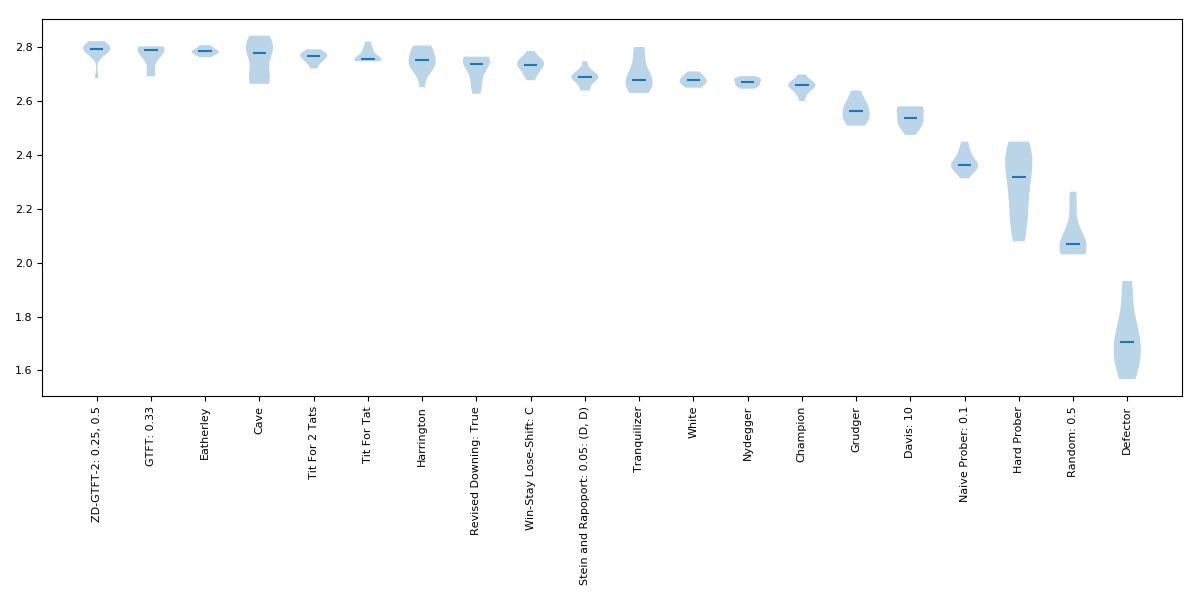 2.8
2.6
2.4
2.2
2.0
1.8
1.6
ZD-GTFT-2: 0.25, 0.5
GTFT: 0.33
Eatherley
Cave
Tit For 2 Tats
Tit For Tat
Harrington
Revised Downing: True
Win-Stay Lose-Shift: C
Stein and Rapoport: 0.05: (D, D)
Tranquilizer
White
Nydegger
Champion
Grudger
Davis: 10
Naive Prober: 0.1
Hard Prober
Random: 0.5
Defector